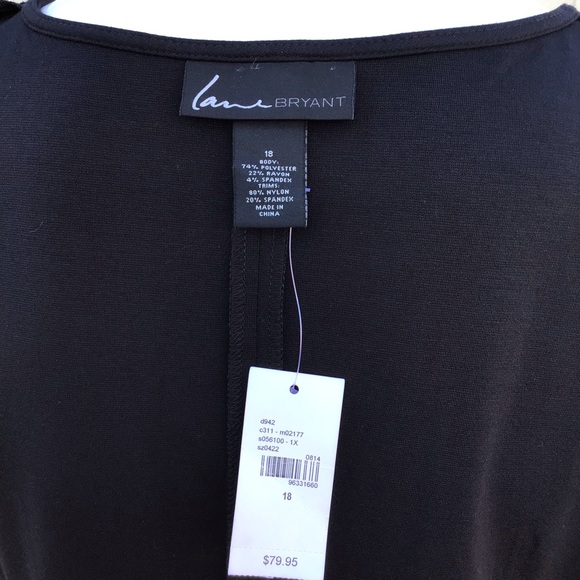 lane BRYANT
18
BODY:
74% POLYESTER
22% RAYON
4% SPANDEX
TRIMS:
80% NYLON
20% SPANDEX
MADE IN
CHINA
d942
c311 - m02177
s056100 - 1X
sz0422
0814
96331660
18
$79.95